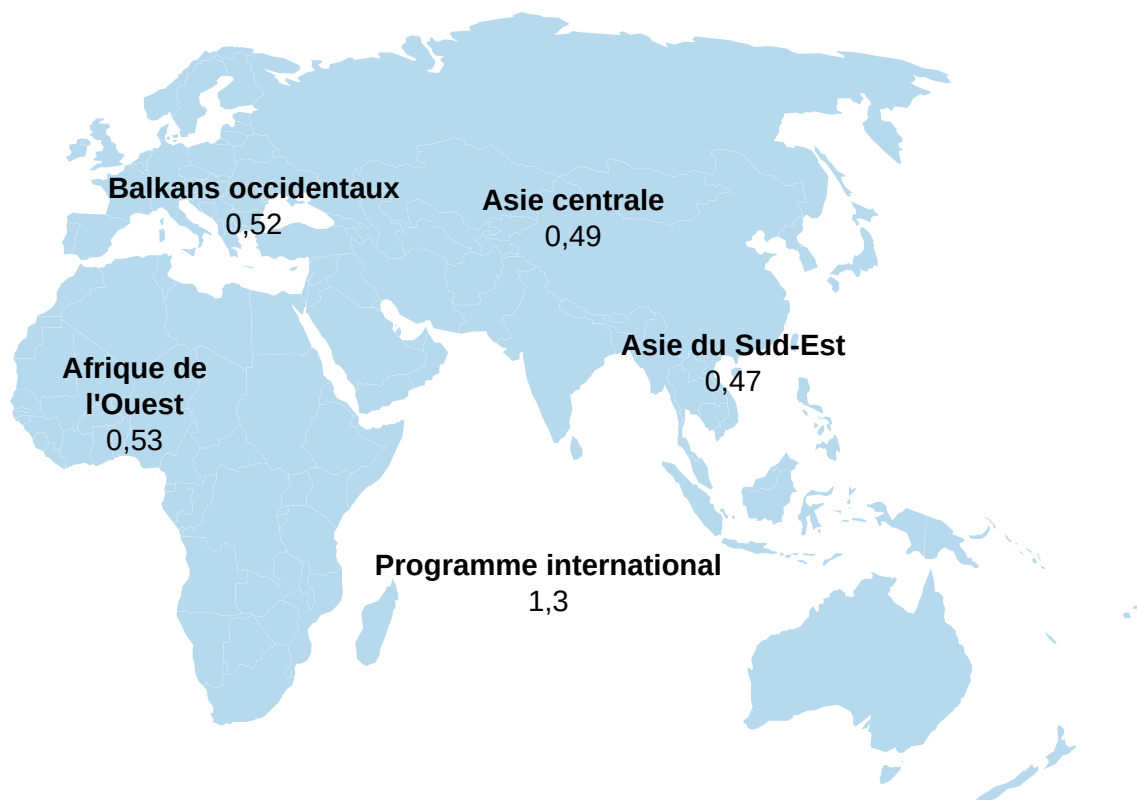 Balkans occidentaux
0,52
Asie centrale
0,49
Asie du Sud-Est
0,47
Afrique de
l'Ouest
0,53
Programme international
1,3